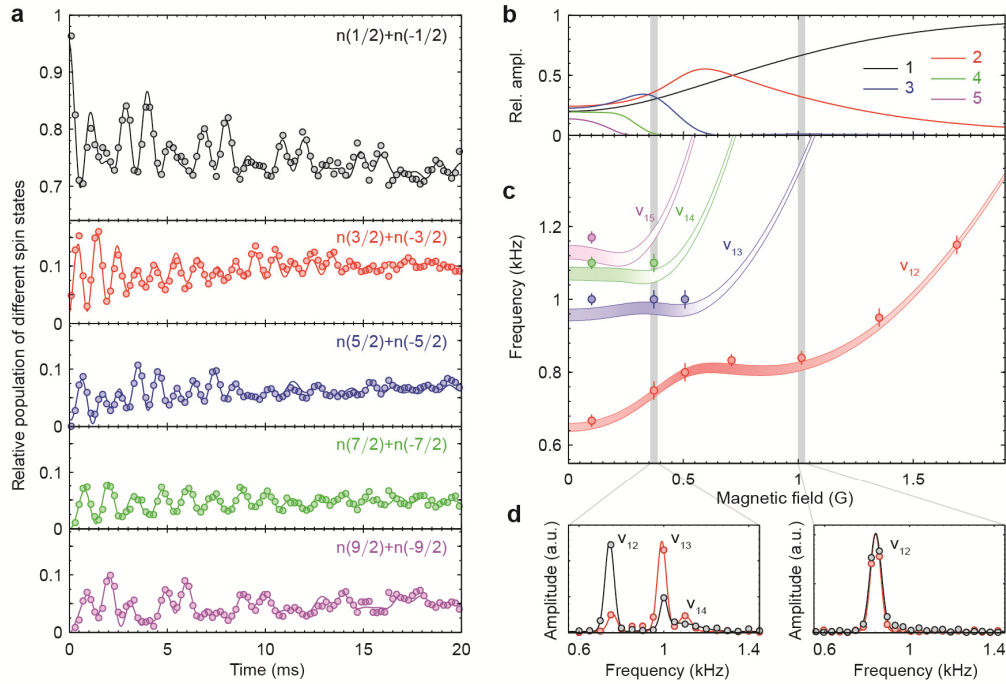 a
Relative population of different spin states
n(1/2)+n(-1/2)
1
0.9
0.8
0.7
n(3/2)+n(-3/2)
0.1
0
n(5/2)+n(-5/2)
0.1
0
n(7/2)+n(-7/2)
0.1
0
n(9/2)+n(-9/2)
0.1
0
0 5 10 15 20
Time (ms)
b
Rel. ampl.
1
0.5
0
1 2
3 4
5
c
Frequency (kHz)
1.2
1
0.8
0.6
ν15 ν14 ν13 ν12
0 0.5 1 1.5
Magnetic field (G)
d
Amplitude (a.u.)
ν12 ν13
ν14
0.6 1 1.4
Frequency (kHz)
Amplitude (a.u.)
ν12
0.6 1 1.4
Frequency (kHz)